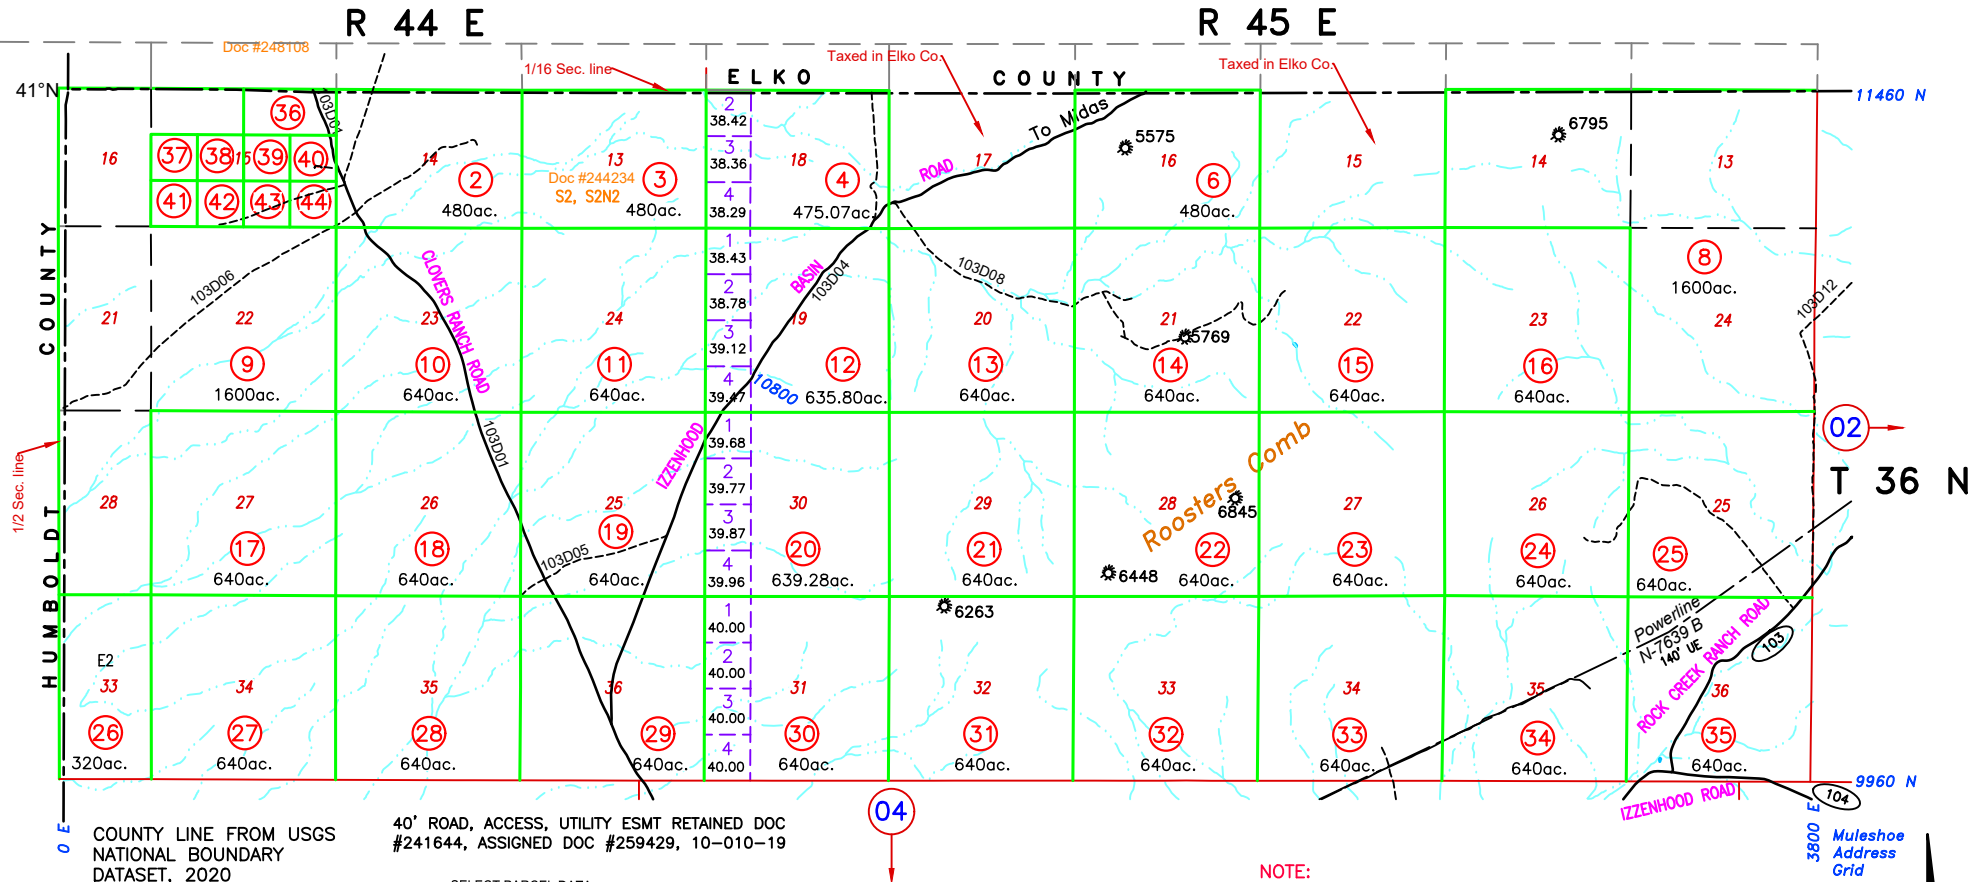 R 44 E
R 45 E
Doc #248108
1/16 Sec. line
ELKO COUNTY
Taxed in Elko Co.
Taxed in Elko Co.
41°N
11460 N
36
103D01
To Midas
2
38.42
5575
6795
16
37
38
15
39
40
14
13
3
38.36
18
17
16
15
14
13
ROAD
2
Doc #244234
3
4
6
41
42
43
44
480ac.
S2, S2N2
480ac.
4
38.29
475.07ac.
480ac.
COUNTY
1
38.43
8
1600ac.
CLOVERS RANCH ROAD
103D06
BASIN
103D04
103D08
103D12
2
38.78
21
22
23
24
3
39.12
19
20
21
22
23
24
5769
9
10
11
12
13
14
15
16
1600ac.
640ac.
640ac.
4
39.47
10800
635.80ac.
640ac.
640ac.
640ac.
640ac.
1/2 Sec. line
103D01
IZZENHOOD
1
39.68
Roosters Comb
02
T 36 N
2
39.77
28
27
26
25
30
29
28
27
26
25
6845
3
39.87
HUMBOLDT
17
18
19
20
21
22
23
24
25
103D05
640ac.
640ac.
640ac.
4
39.96
639.28ac.
640ac.
6448
640ac.
640ac.
640ac.
640ac.
1
40.00
6263
Powerline
N-7639 B
140' UE
ROCK CREEK RANCH ROAD
103
E2
33
34
35
36
2
40.00
31
32
33
34
35
36
3
40.00
26
27
28
29
30
31
32
33
34
35
320ac.
640ac.
640ac.
640ac.
4
40.00
640ac.
640ac.
640ac.
640ac.
640ac.
640ac.
9960 N
IZZENHOOD ROAD
104
0 E
3800 E
04
COUNTY LINE FROM USGS
NATIONAL BOUNDARY
DATASET, 2020
40' ROAD, ACCESS, UTILITY ESMT RETAINED DOC
#241644, ASSIGNED DOC #259429, 10-010-19
Muleshoe
Address
Grid
NOTE: